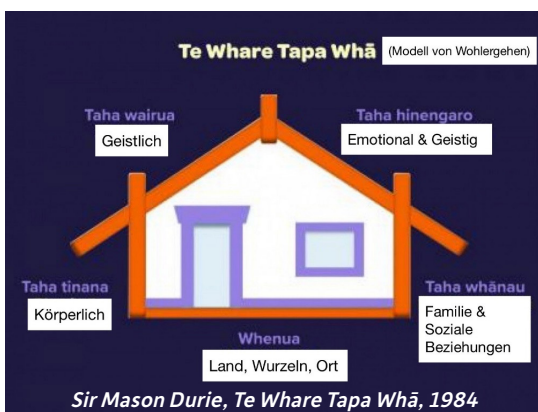 Te Whare Tapa Whā (Modell von Wohlergehen)
Taha wairua
Geistlich
Taha hinengaro
Emotional & Geistig
Taha tinana
Körperlich
Taha whānau
Familie &
Soziale
Beziehungen
Whenua
Land, Wurzeln, Ort
Sir Mason Durie, Te Whare Tapa Whā, 1984